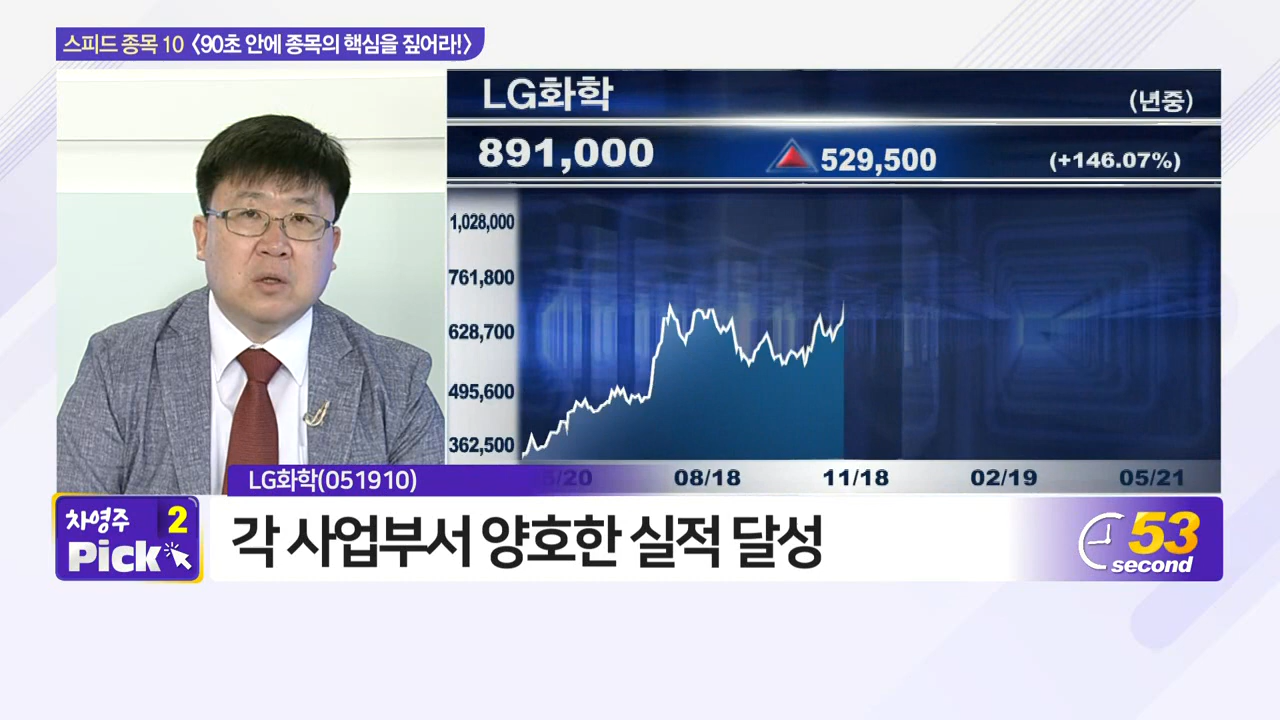 스피드 종목 10 〈90초 안에 종목의 핵심을 짚어라!〉
LG화학
(년중)
891,000 ▲ 529,500 (+146.07%)
1,028,000
761,800
628,700
495,600
362,500
5/20 08/18 11/18 02/19 05/21
LG화학(051910)
차영주 2
Pick
각 사업부서 양호한 실적 달성
53
second